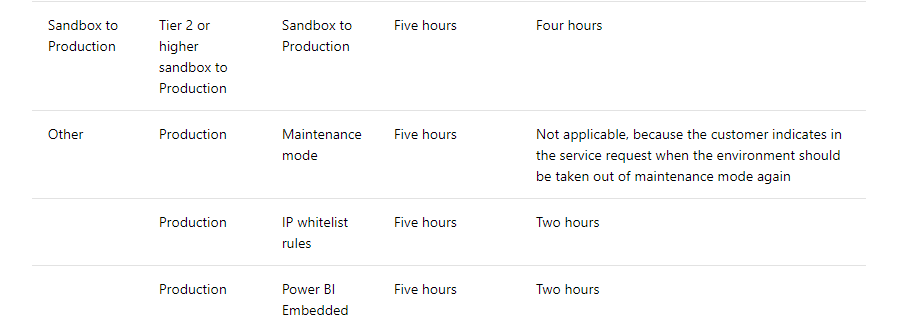 Sandbox to Production Tier 2 or higher sandbox to Production Sandbox to Production Five hours Four hours
Other Production Maintenance mode Five hours Not applicable, because the customer indicates in the service request when the environment should be taken out of maintenance mode again
Production IP whitelist rules Five hours Two hours
Production Power BI Embedded Five hours Two hours